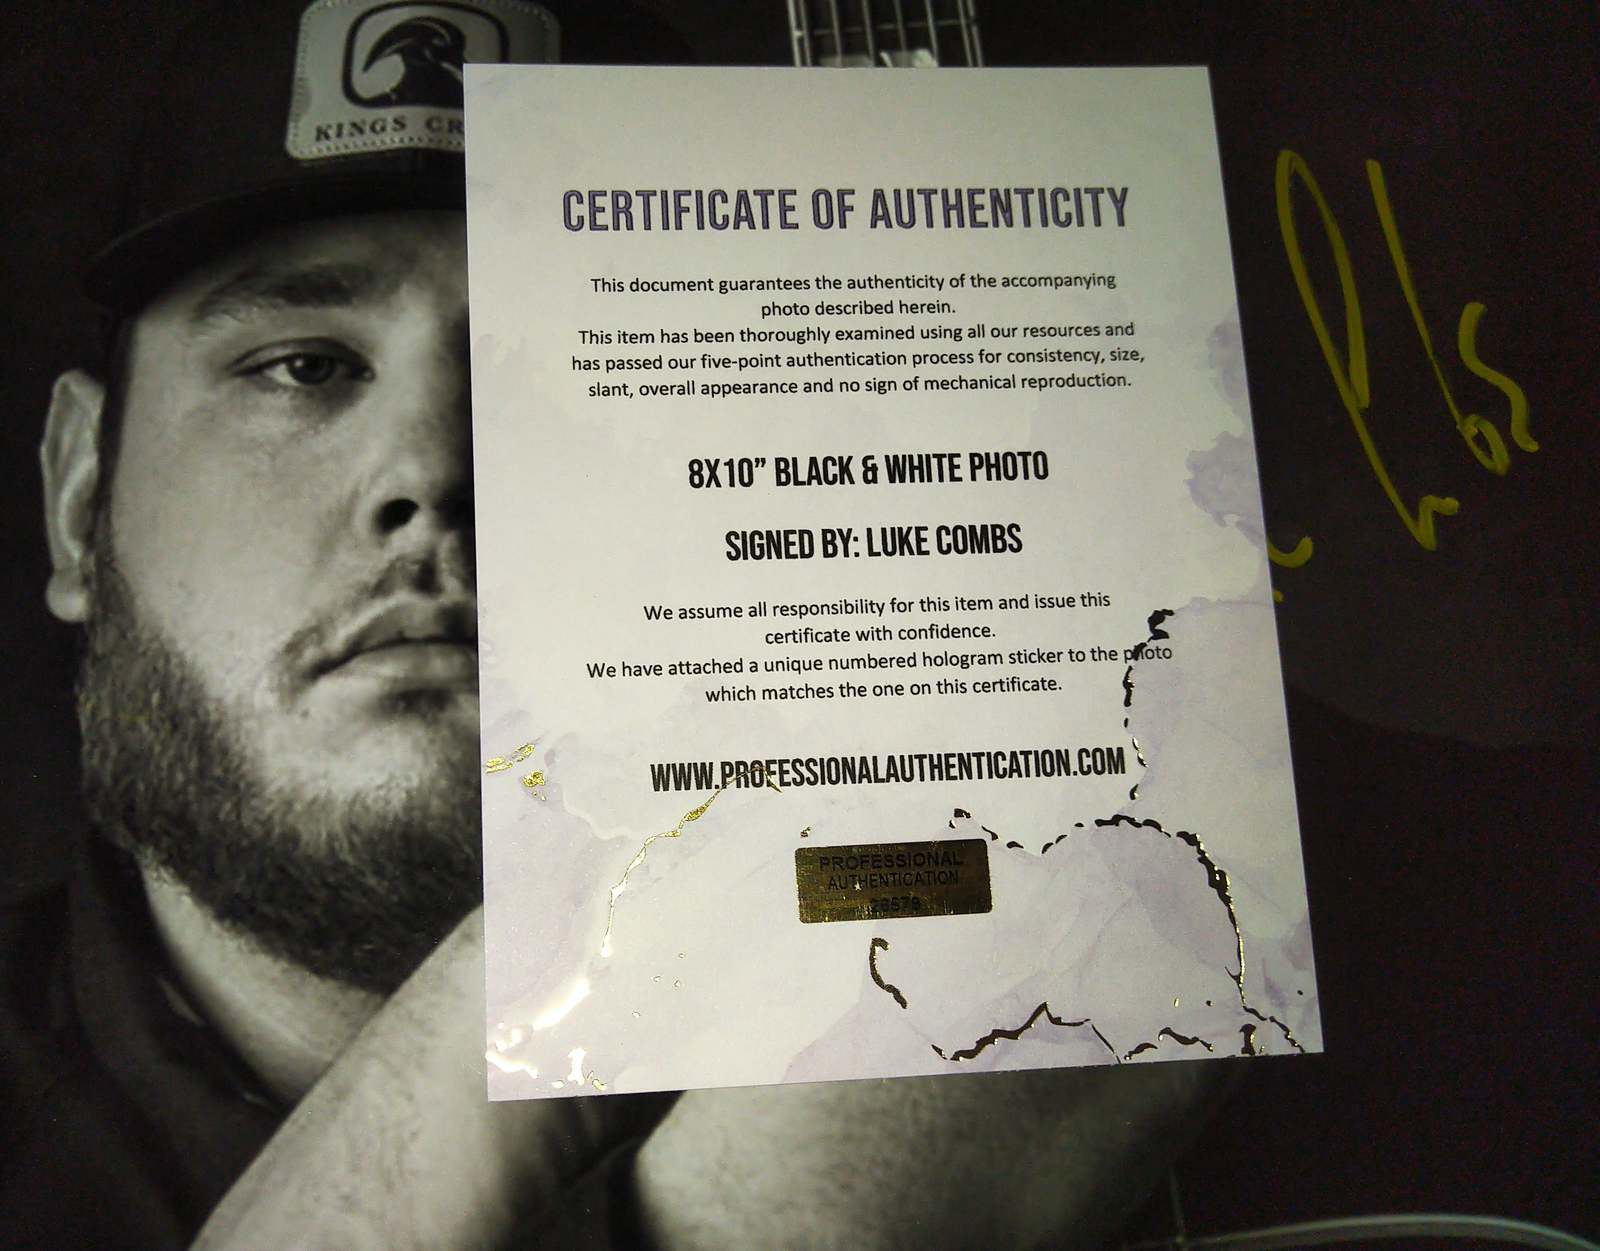 KINGS CR
CERTIFICATE OF AUTHENTICITY
This document guarantees the authenticity of the accompanying
photo described herein.
This item has been thoroughly examined using all our resources and
has passed our five-point authentication process for consistency, size,
slant, overall appearance and no sign of mechanical reproduction.
8X10” BLACK & WHITE PHOTO
SIGNED BY: LUKE COMBS
We assume all responsibility for this item and issue this
certificate with confidence.
We have attached a unique numbered hologram sticker to the photo
which matches the one on this certificate.
WWW.PROFESSIONALAUTHENTICATION.COM
PROFESSIONAL
AUTHENTICATION